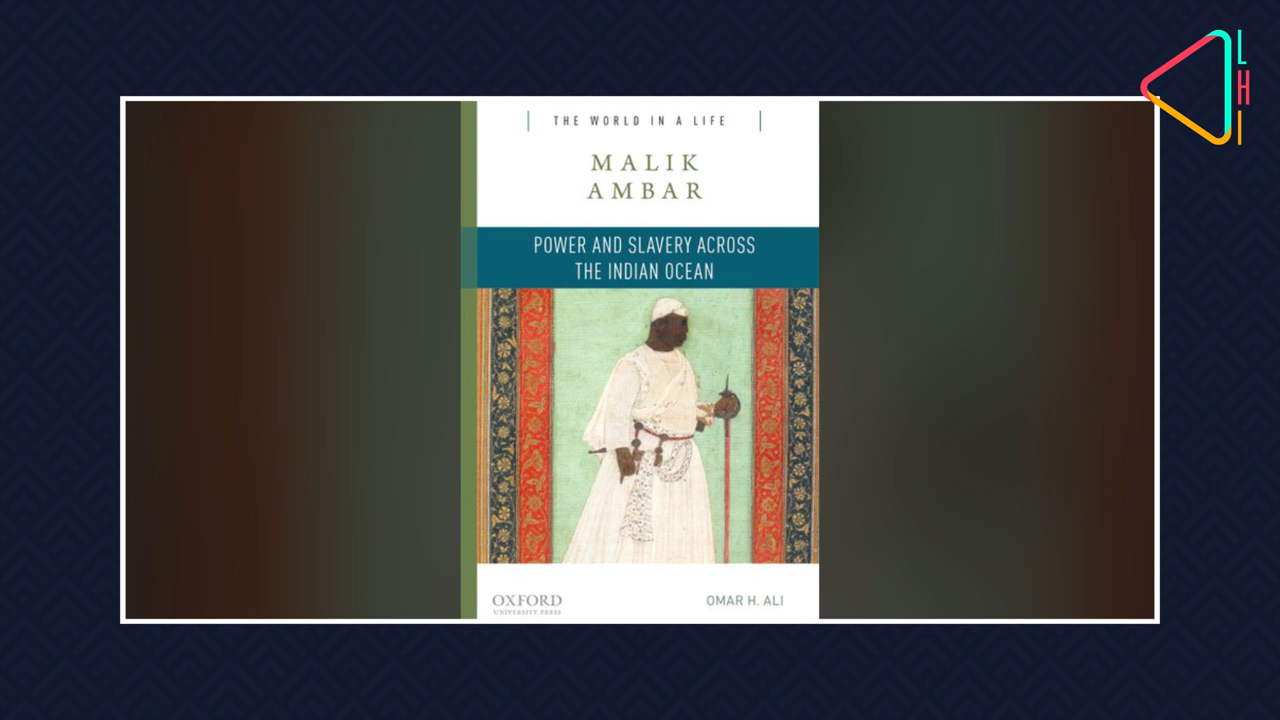 THE WORLD IN A LIFE
MALIK
AMBAR
POWER AND SLAVERY ACROSS
THE INDIAN OCEAN
OXFORD
UNIVERSITY PRESS
OMAR H. ALI
L
H
I